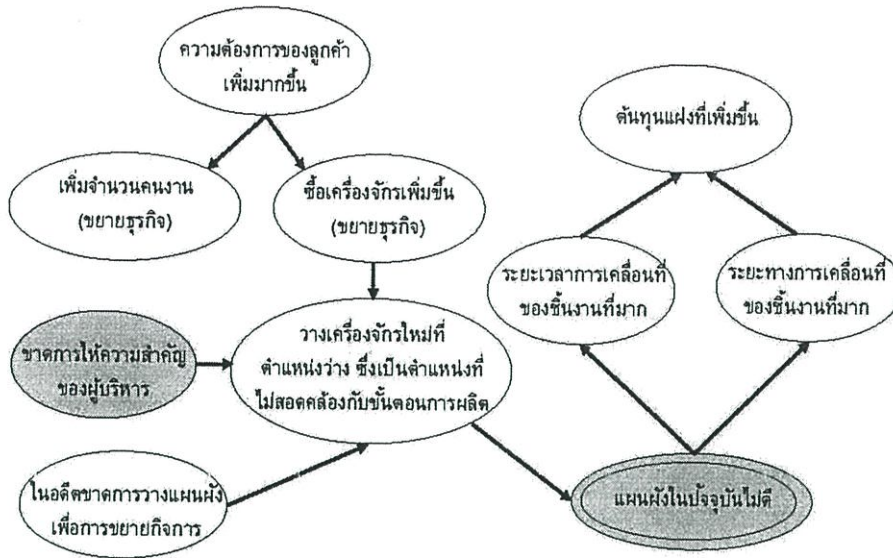 ความต้องการของลูกค้า
เพิ่มมากขึ้น
ต้นทุนแฝงที่เพิ่มขึ้น
เพิ่มจำนวนคนงาน
(ขยายธุรกิจ)
ซื้อเครื่องจักรเพิ่มขึ้น
(ขยายธุรกิจ)
ระยะเวลาการเคลื่อนที่
ของชิ้นงานที่มาก
ระยะทางการเคลื่อนที่
ของชิ้นงานที่มาก
ขาดการให้ความสำคัญ
ของผู้บริหาร
วางเครื่องจักรใหม่ที่
ตำแหน่งว่าง ซึ่งเป็นตำแหน่งที่
ไม่สอดคล้องกับขั้นตอนการผลิต
ในอดีตขาดการวางแผนผัง
เพื่อการขยายกิจการ
แผนผังในปัจจุบันไม่ดี